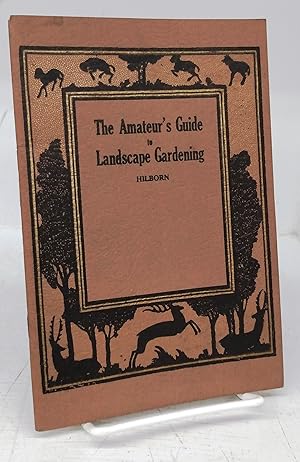 The Amateur's Guide
to
Landscape Gardening
HILBORN